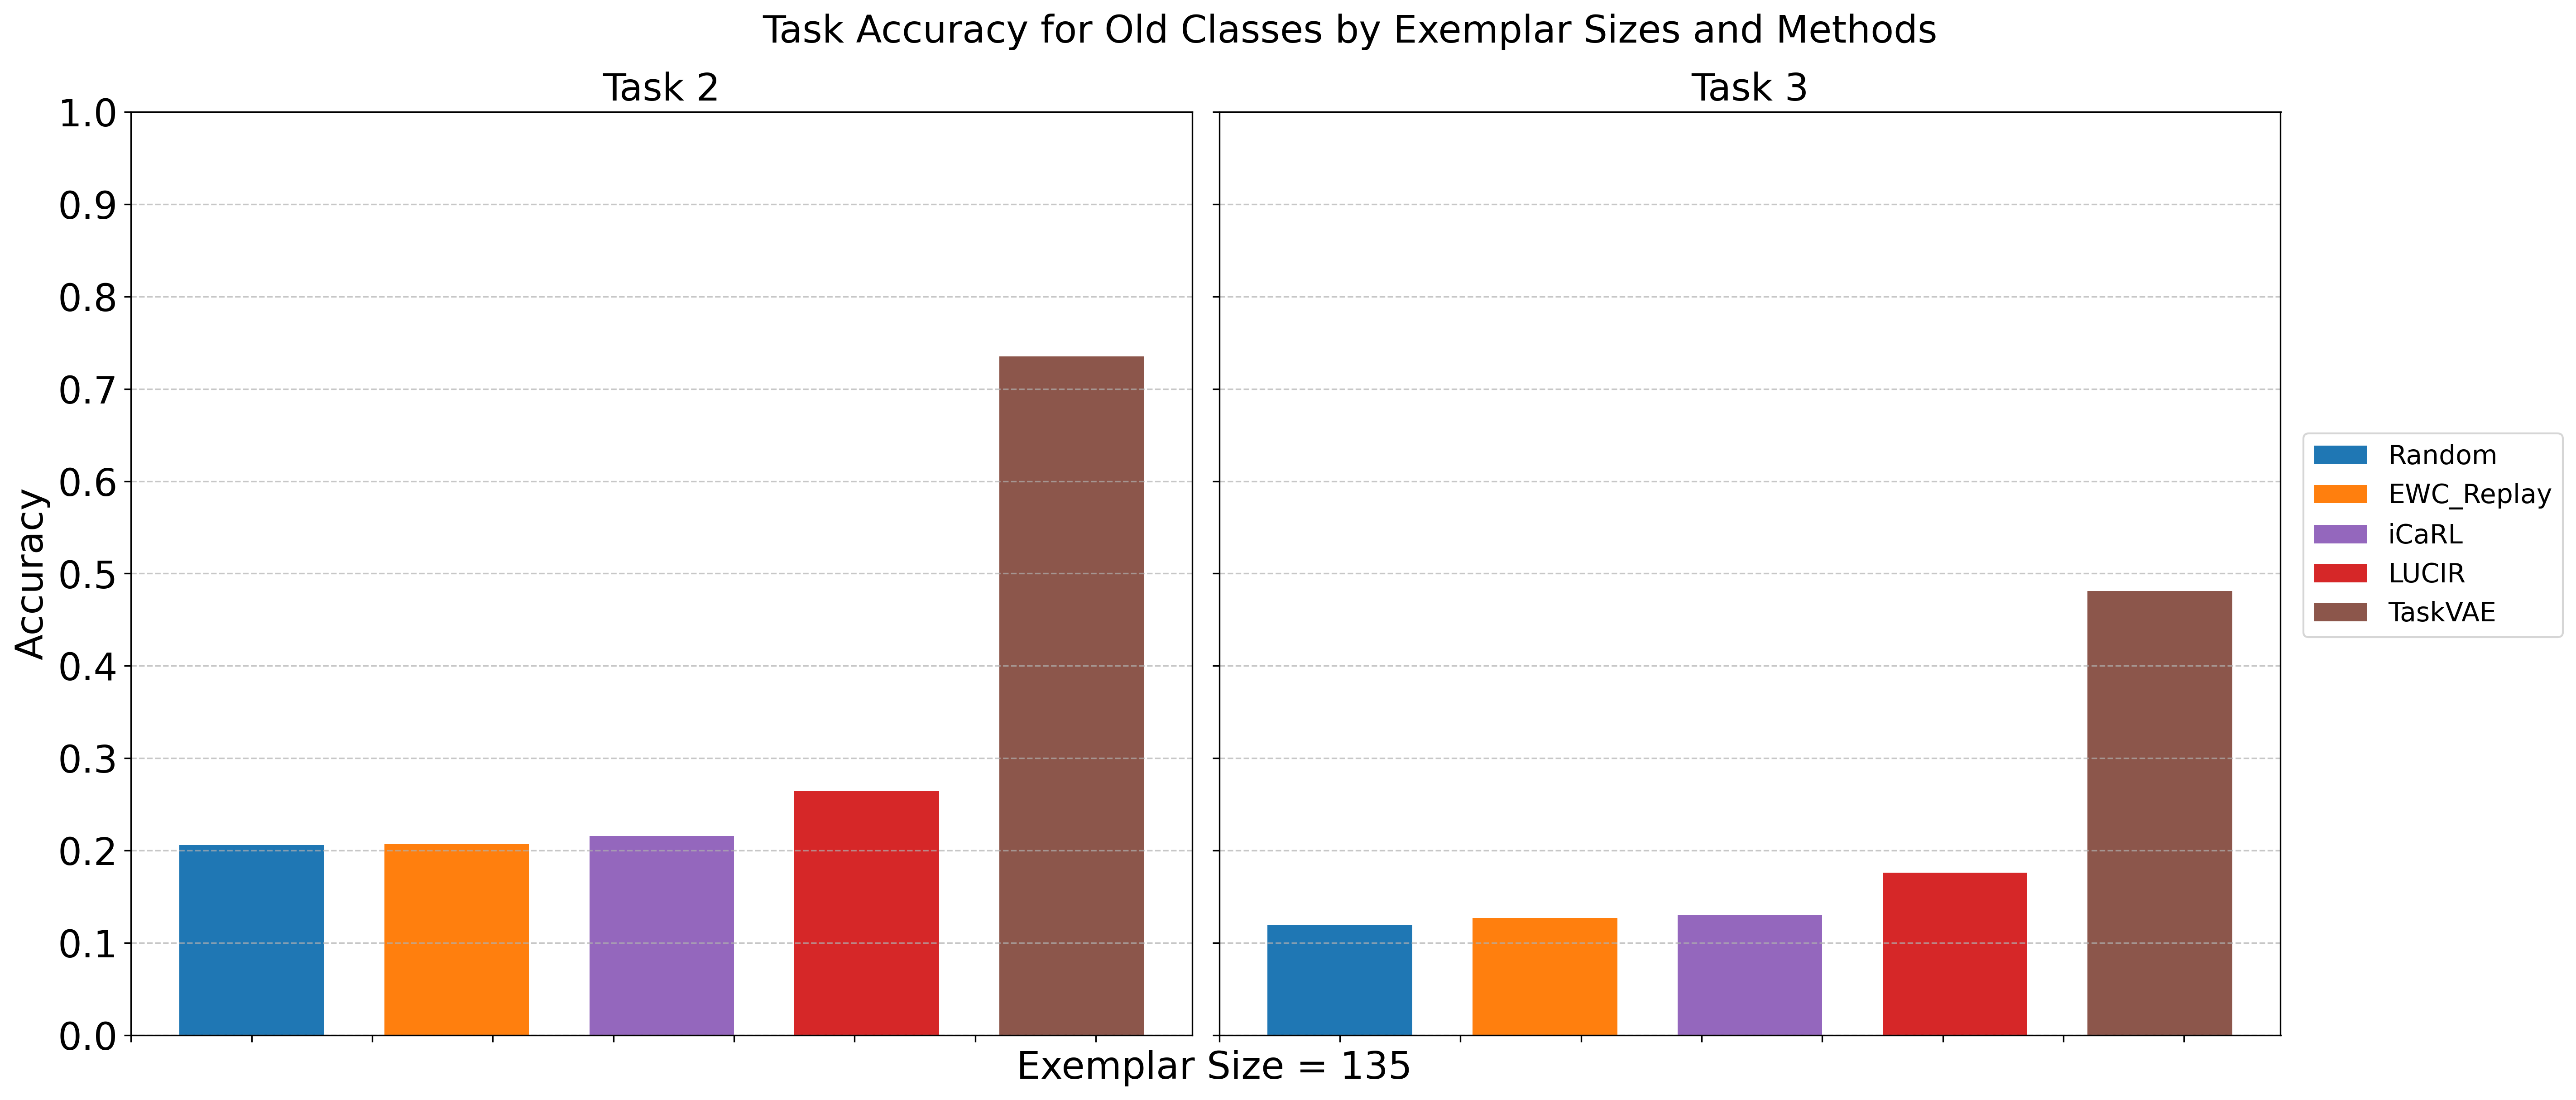 Task Accuracy for Old Classes by Exemplar Sizes and Methods
Task 2
Task 3
1.0
0.9
0.8
0.7
0.6
0.5
0.4
0.3
0.2
0.1
0.0
Accuracy
Exemplar Size = 135
Random
EWC_Replay
iCaRL
LUCIR
TaskVAE